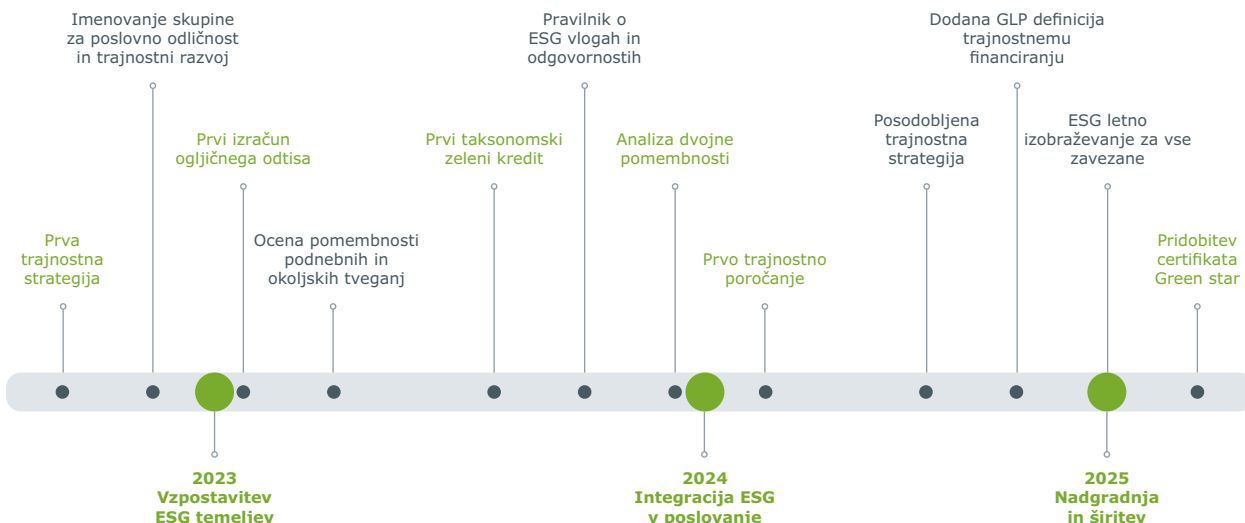 Imenovanje skupine
za poslovno odličnost
in trajnostni razvoj
Pravilnik o
ESG vlogah in
odgovornostih
Dodana GLP definicija
trajnostnemu
financiranju
Prvi izračun
ogljičnega odtisa
Prvi taksonomski
zeleni kredit
Analiza dvojne
pomembnosti
Posodobljena
trajnostna
strategija
ESG letno
izobraževanje za vse
zavezane
Prva
trajnostna
strategija
Ocena pomembnosti
podnebnih in
okoljskih tveganj
Prvo trajnostno
poročanje
Pridobitev
certifikata
Green star
2023
Vzpostavitev
ESG temeljev
2024
Integracija ESG
v poslovanje
2025
Nadgradnja
in širitev